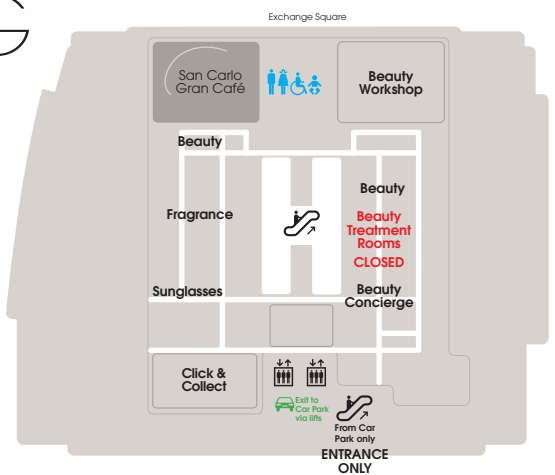 Exchange Square
San Carlo
Gran Café
Beauty
Workshop
Beauty
Beauty
Fragrance
Beauty
Treatment
Rooms
CLOSED
Sunglasses
Beauty
Concierge
Click &
Collect
Exit to
Car Park
via lifts
From Car
Park only
ENTRANCE
ONLY